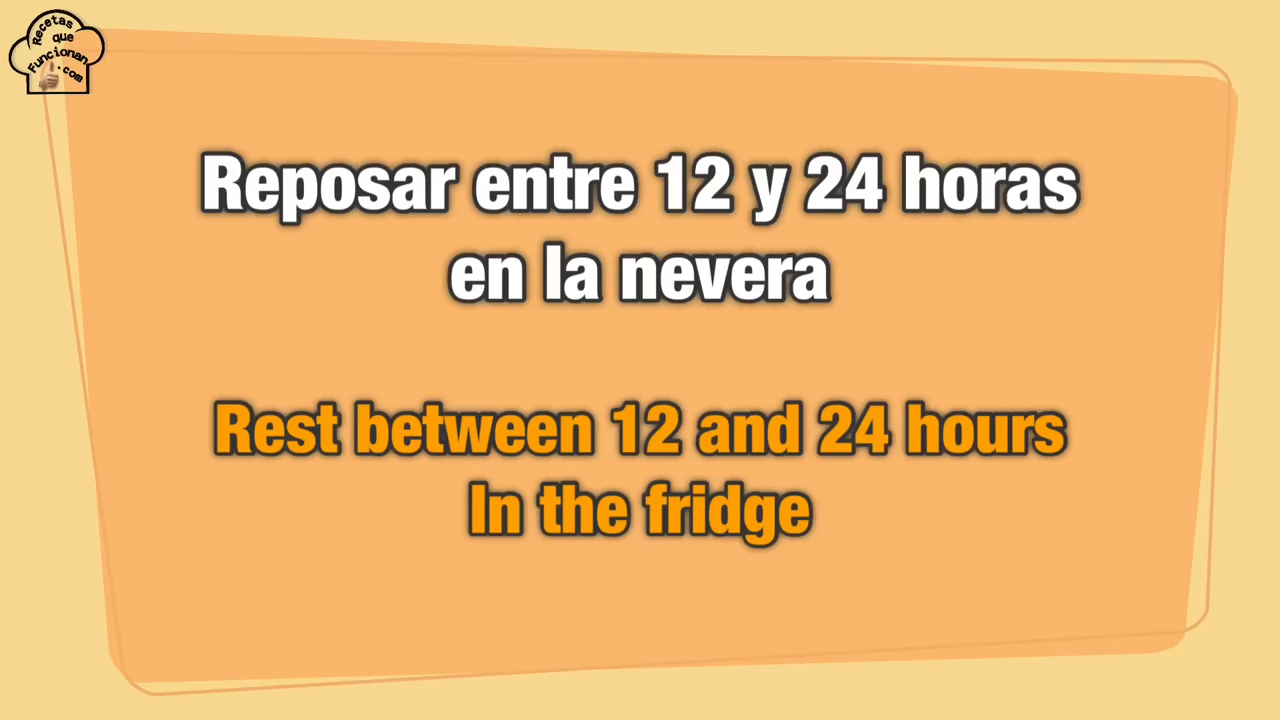 Recetas
que
Funcionan
.com
Reposar entre 12 y 24 horas
en la nevera
Rest between 12 and 24 hours
In the fridge